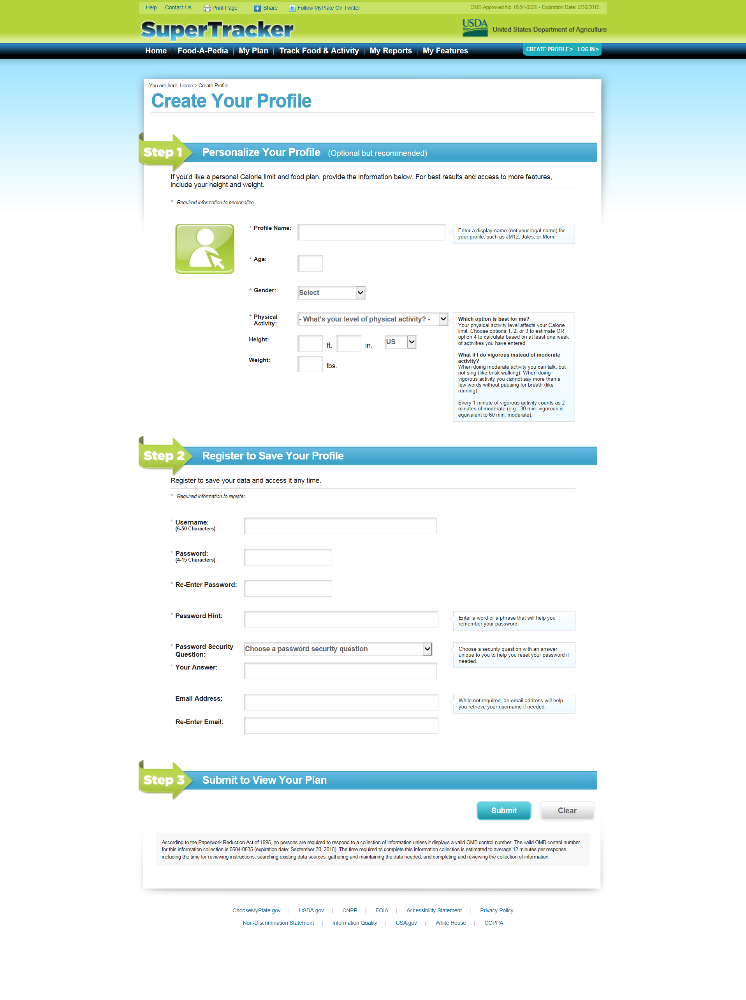 Help Contact Us Print Page Share Follow MyPlate On Twitter OMB Approved No. 0584-0535 • Expiration Date: 9/30/2015
SuperTracker
USDA United States Department of Agriculture
Home Food-A-Pedia My Plan Track Food & Activity My Reports My Features CREATE PROFILE > LOG IN >
You are here: Home > Create Profile
Create Your Profile
Step 1 Personalize Your Profile (Optional but recommended)
If you'd like a personal Calorie limit and food plan, provide the information below. For best results and access to more features,
include your height and weight.
* Required information to personalize.
* Profile Name:
Enter a display name (not your legal name) for
your profile, such as JM12, Jules, or Mom.
* Age:
* Gender: Select
* Physical
Activity:
- What's your level of physical activity? -
Height: ft. in. US
Weight: lbs.
Which option is best for me?
Your physical activity level affects your Calorie
limit. Choose options 1, 2, or 3 to estimate OR
option 4 to calculate based on at least one week
of activities you have entered.
What if I do vigorous instead of moderate
activity?
When doing moderate activity you can talk, but
not sing (like brisk walking). When doing
vigorous activity you cannot say more than a
few words without pausing for breath (like
running).
Every 1 minute of vigorous activity counts as 2
minutes of moderate (e.g., 30 min. vigorous is
equivalent to 60 min. moderate).
Step 2 Register to Save Your Profile
Register to save your data and access it any time.
* Required information to register.
* Username:
(6-50 Characters)
* Password:
(4-15 Characters)
* Re-Enter Password:
* Password Hint:
Enter a word or a phrase that will help you
remember your password.
* Password Security
Question:
Choose a password security question
Choose a security question with an answer
unique to you to help you reset your password if
needed.
* Your Answer:
Email Address:
While not required, an email address will help
you retrieve your username if needed.
Re-Enter Email:
Step 3 Submit to View Your Plan
Submit Clear
According to the Paperwork Reduction Act of 1995, no persons are required to respond to a collection of information unless it displays a valid OMB control number. The valid OMB control number
for this information collection is 0584-0535 (expiration date: September 30, 2015). The time required to complete this information collection is estimated to average 12 minutes per response,
including the time for reviewing instructions, searching existing data sources, gathering and maintaining the data needed, and completing and reviewing the collection of information.
ChooseMyPlate.gov | USDA.gov | CNPP | FOIA | Accessibility Statement | Privacy Policy
Non-Discrimination Statement | Information Quality | USA.gov | White House | COPPA